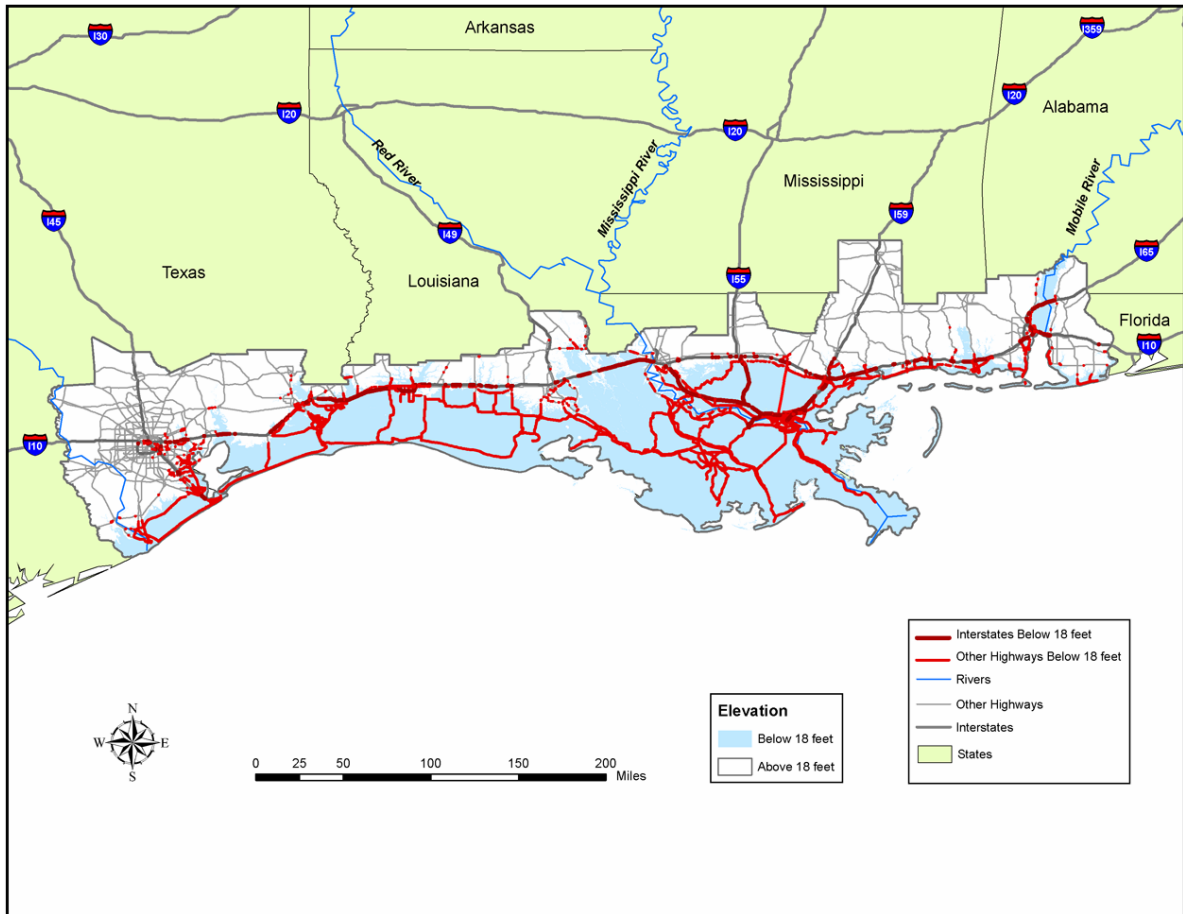 Arkansas
I30
I359
I20
I20
I20
Alabama
Red River
Mississippi River
Mobile River
Mississippi
I45
I59
I49
I65
Texas
Louisiana
I55
Florida
I10
I10
Interstates Below 18 feet
Other Highways Below 18 feet
Rivers
Other Highways
Interstates
States
Elevation
Below 18 feet
Above 18 feet
N
W E
S
0 25 50 100 150 200
Miles